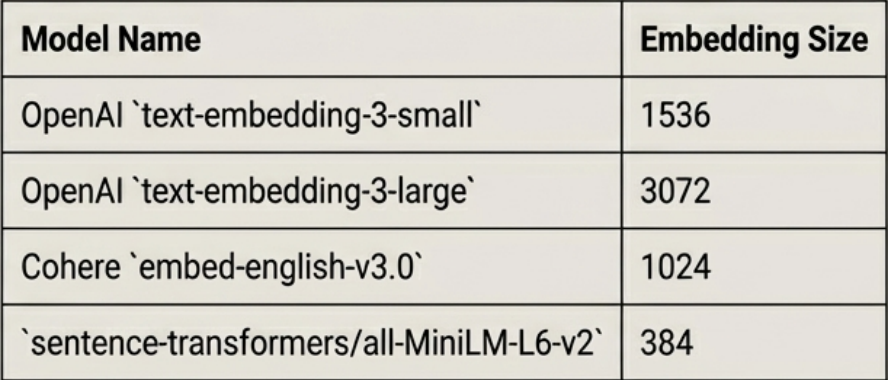 Model Name Embedding Size
OpenAI `text-embedding-3-small` 1536
OpenAI `text-embedding-3-large` 3072
Cohere `embed-english-v3.0` 1024
`sentence-transformers/all-MiniLM-L6-v2` 384